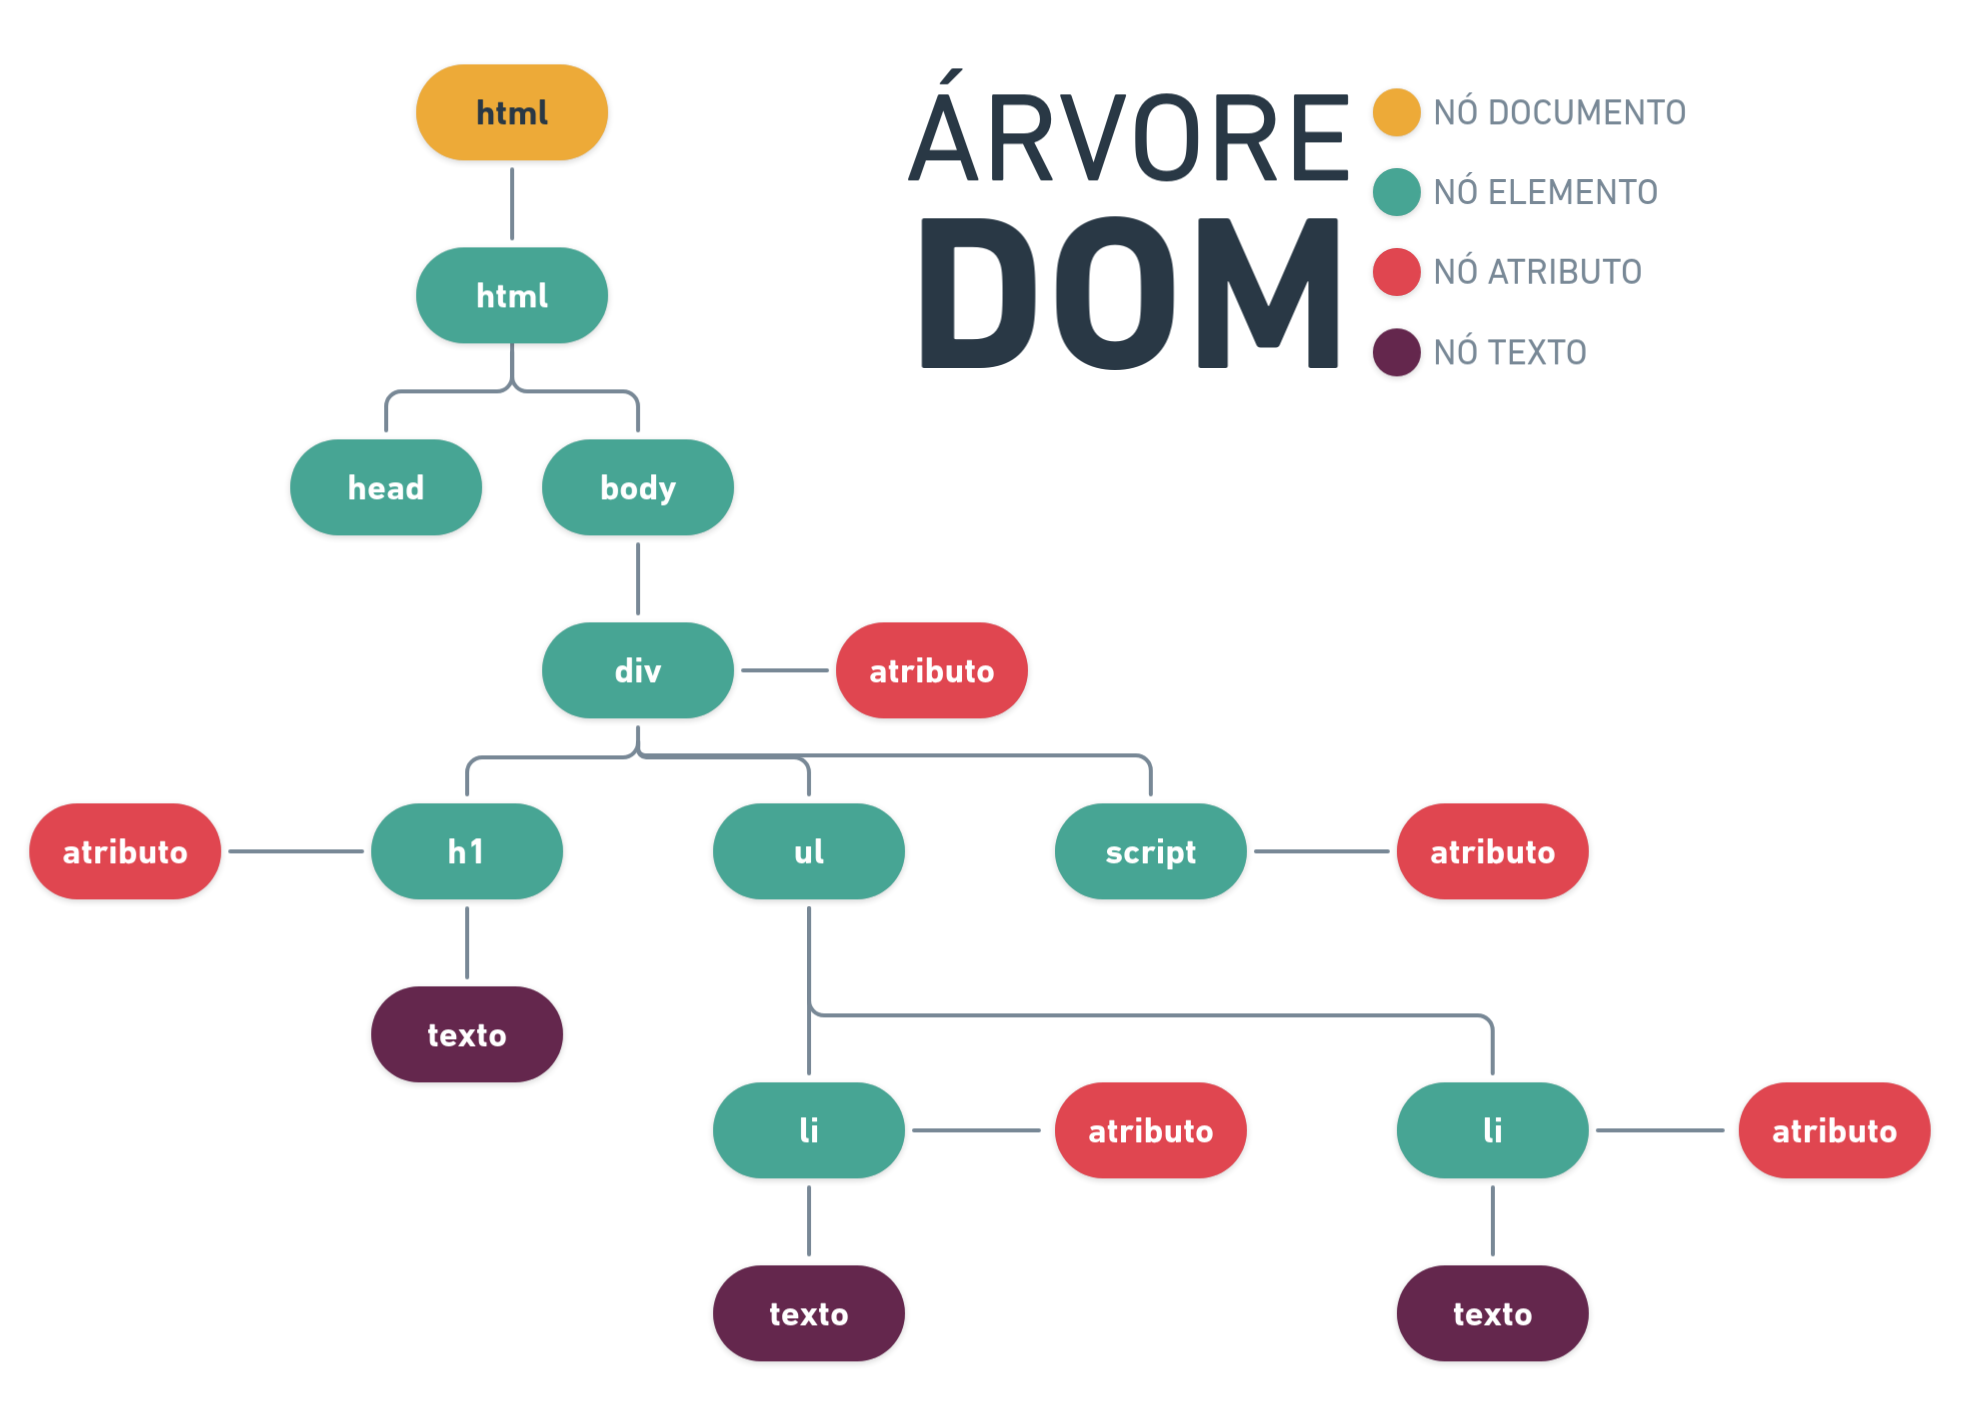 ÁRVORE
DOM
NÓ DOCUMENTO
NÓ ELEMENTO
NÓ ATRIBUTO
NÓ TEXTO
html
html
head
body
div
atributo
atributo
h1
ul
script
atributo
texto
li
atributo
li
atributo
texto
texto